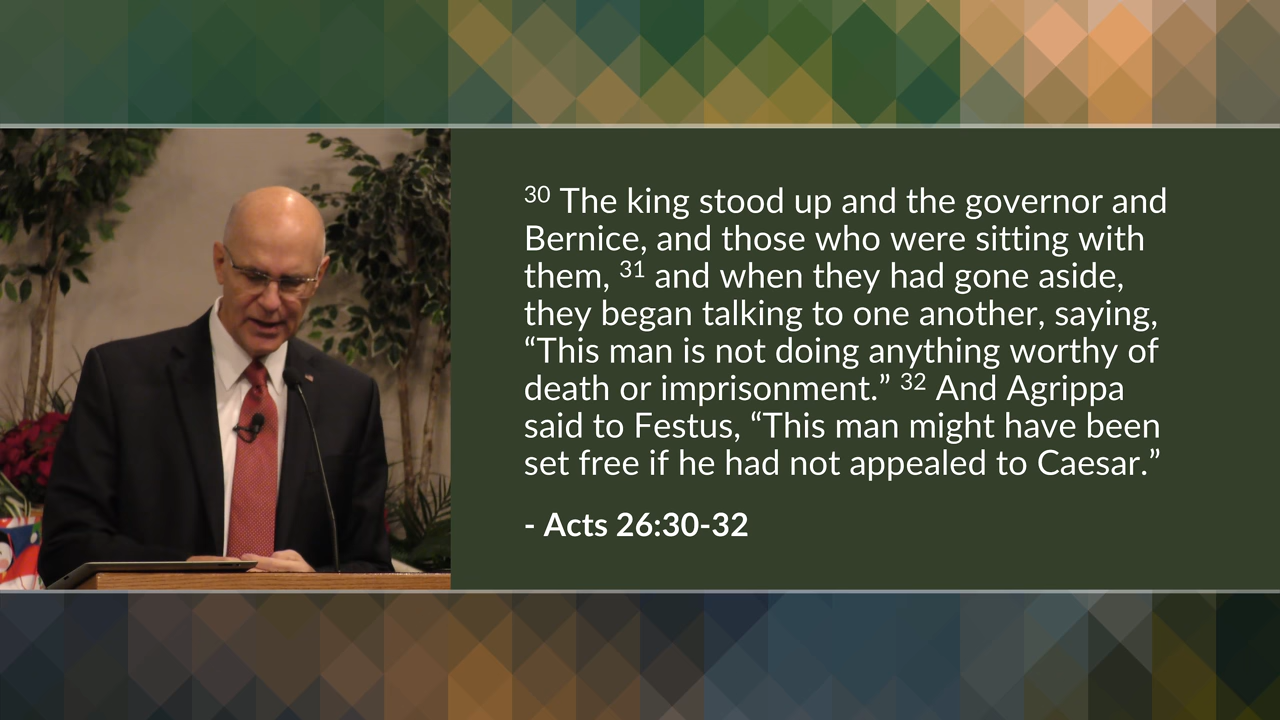 30 The king stood up and the governor and
Bernice, and those who were sitting with
them, 31 and when they had gone aside,
they began talking to one another, saying,
“This man is not doing anything worthy of
death or imprisonment.” 32 And Agrippa
said to Festus, “This man might have been
set free if he had not appealed to Caesar.”
- Acts 26:30-32